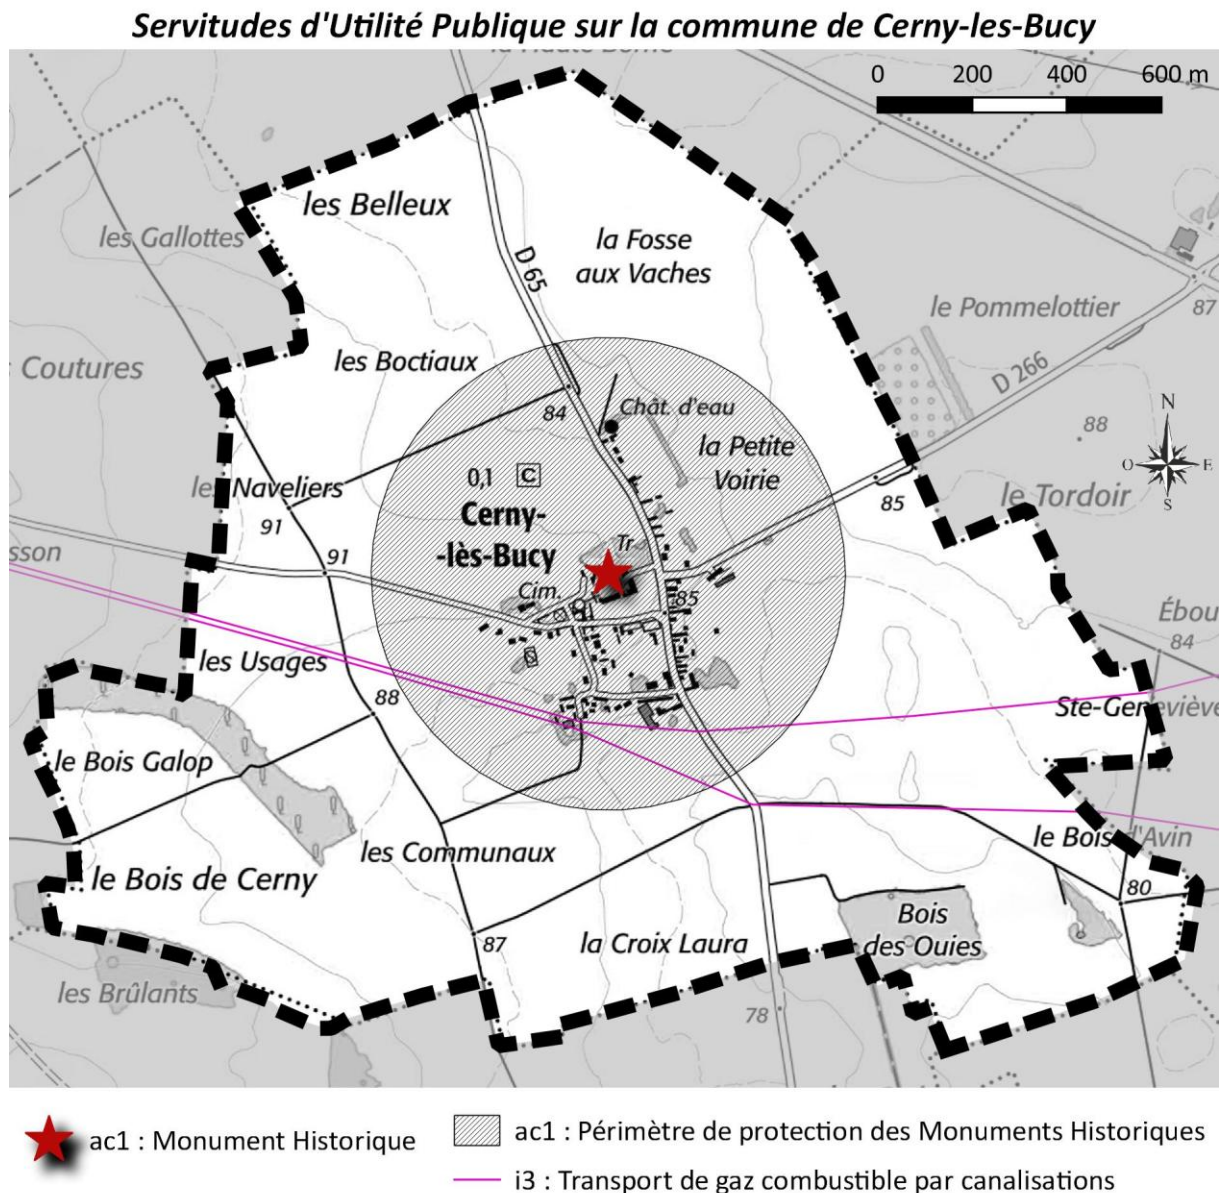 Servitudes d'Utilité Publique sur la commune de Cerny-les-Bucy
la Haute Borne
0 200 400 600 m
les Belleux
les Gallottes
la Fosse
aux Vaches
D 65
le Pommelottier
87
Coutures
les Boctiaux
D 266
84
Chât. d'eau
88
N
O E
S
la Petite
Voirie
0,1 C
les Naveliers
85
le Tordoir
91
Cerny-
-lès-Bucy
Tr
91
sson
Cim.
85
Ébou
84
les Usages
88
Ste-Geneviève
le Bois Galop
les Communaux
le Bois d'Avin
le Bois de Cerny
80
Bois
des Ouies
87
la Croix Laura
les Brûlants
78
ac1 : Monument Historique
ac1 : Périmètre de protection des Monuments Historiques
i3 : Transport de gaz combustible par canalisations